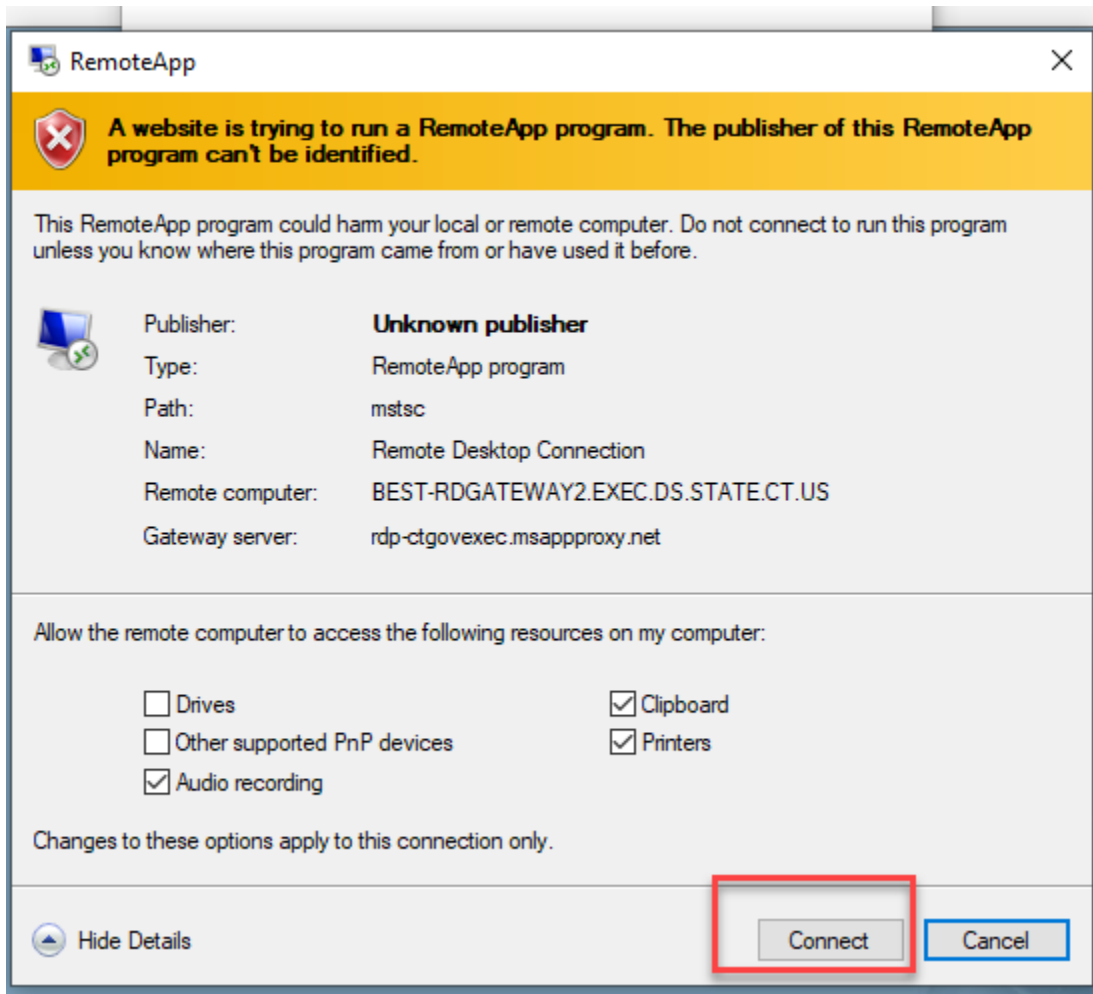 RemoteApp
A website is trying to run a RemoteApp program. The publisher of this RemoteApp
program can't be identified.
This RemoteApp program could harm your local or remote computer. Do not connect to run this program
unless you know where this program came from or have used it before.
Publisher: Unknown publisher
Type: RemoteApp program
Path: mstsc
Name: Remote Desktop Connection
Remote computer: BEST-RDGATEWAY2.EXEC.DS.STATE.CT.US
Gateway server: rdp-ctgovexec.msappproxy.net
Allow the remote computer to access the following resources on my computer:
Drives Clipboard
Other supported PnP devices Printers
Audio recording
Changes to these options apply to this connection only.
Hide Details Connect Cancel